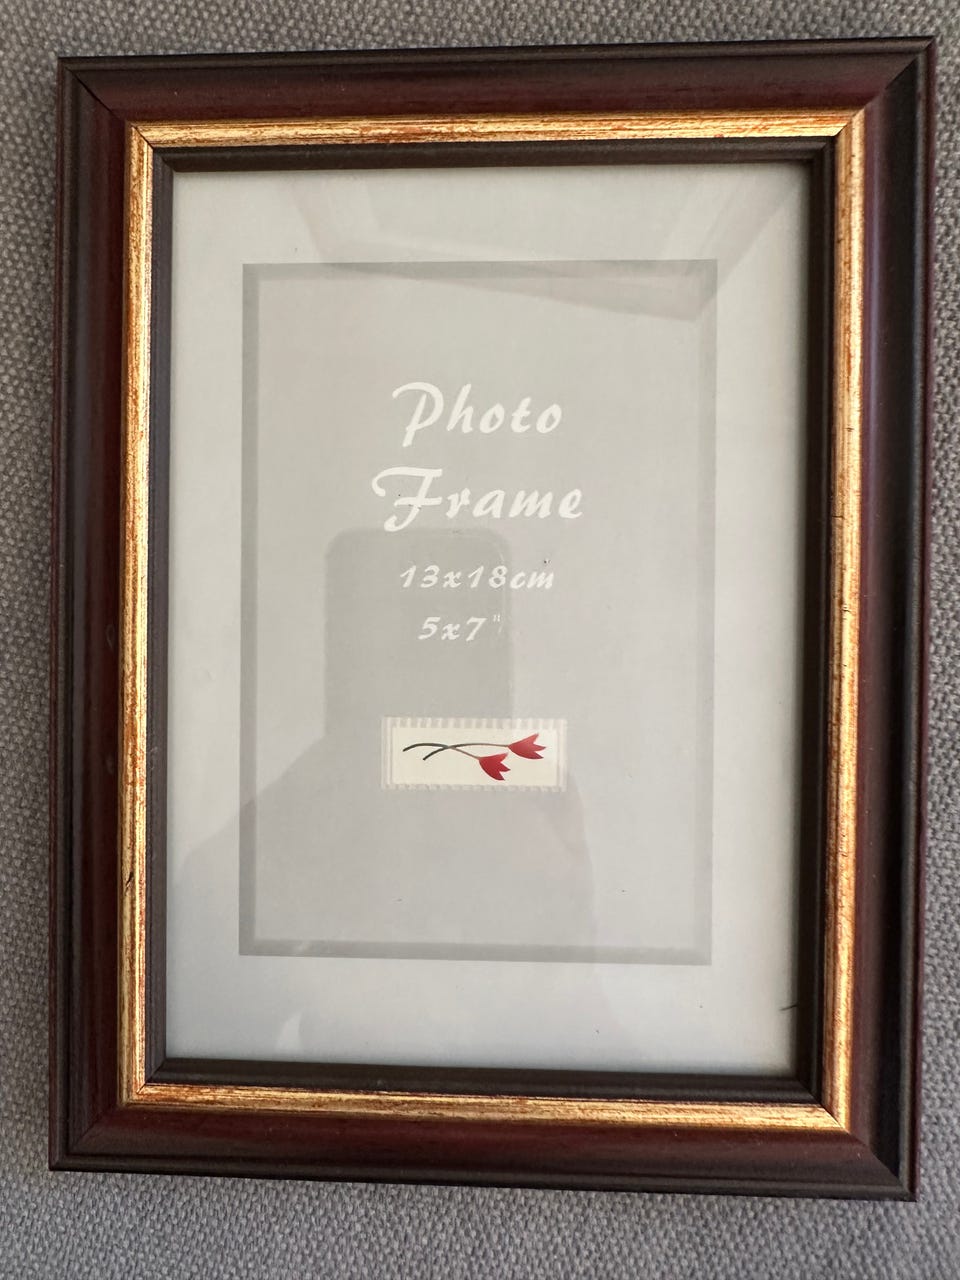 Photo
Frame
13x18cm
5x7"